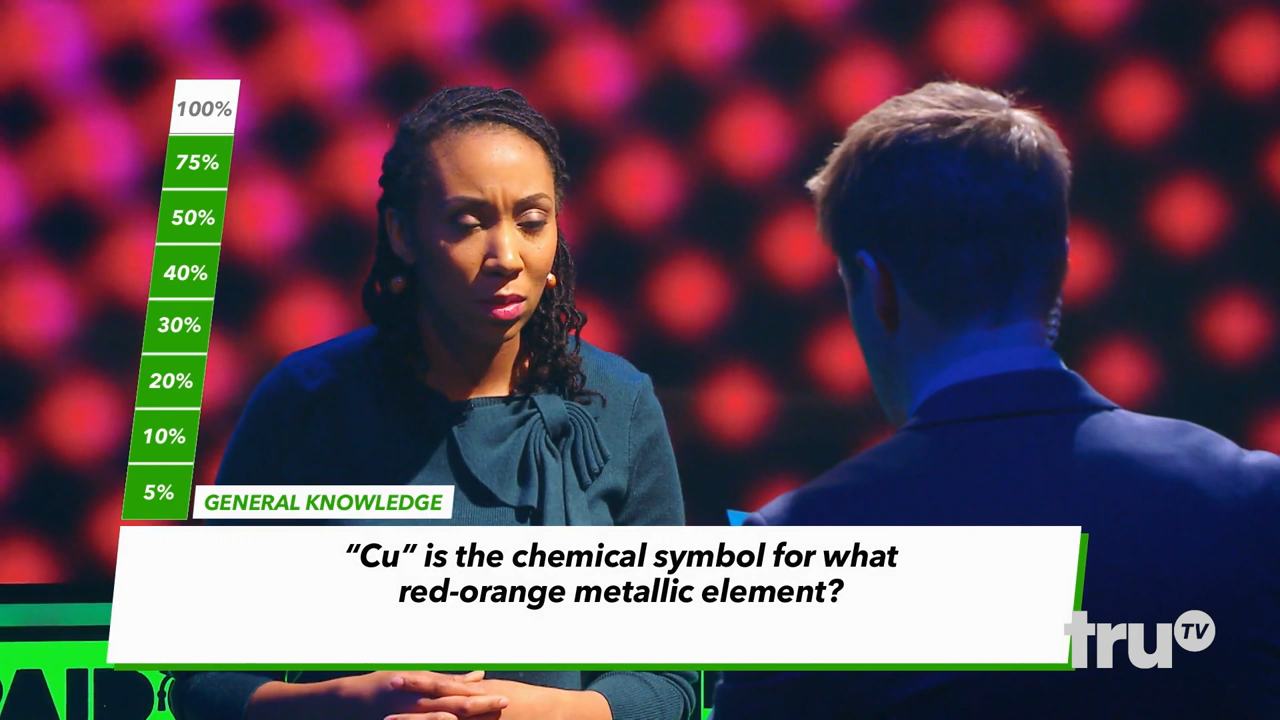 100%
75%
50%
40%
30%
20%
10%
5%
GENERAL KNOWLEDGE
“Cu” is the chemical symbol for what
red-orange metallic element?
truTV
PAID